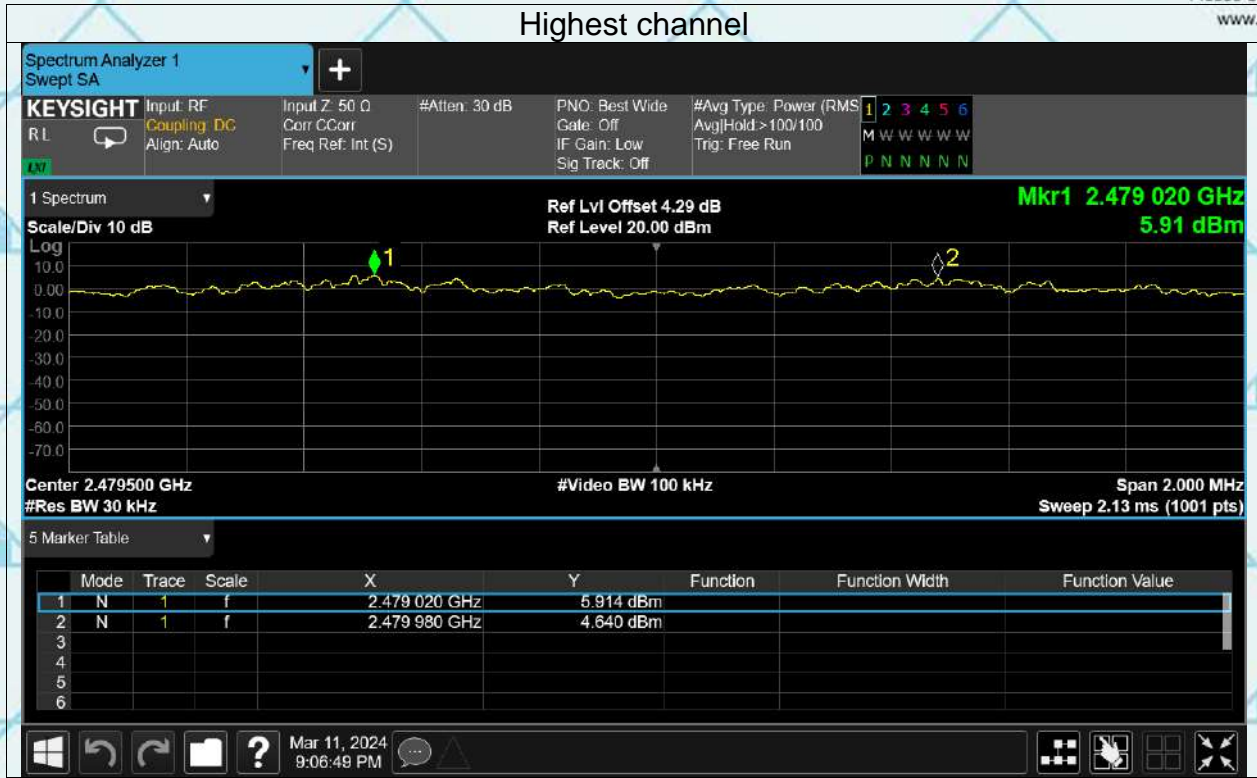 www.
Highest channel
Spectrum Analyzer 1
Swept SA
+
KEYSIGHT Input: RF Input Z: 50 Ω #Atten: 30 dB PNO: Best Wide #Avg Type: Power (RMS 1 2 3 4 5 6
RL Coupling: DC Corr CCorr Gate: Off Avg|Hold:>100/100 M W W W W W
Align: Auto Freq Ref: Int (S) IF Gain: Low Trig: Free Run
LXI Sig Track: Off P N N N N N
1 Spectrum
Ref Lvl Offset 4.29 dB Mkr1 2.479 020 GHz
Scale/Div 10 dB Ref Level 20.00 dBm 5.91 dBm
Log
1 2
10.0
0.00
-10.0
-20.0
-30.0
-40.0
-50.0
-60.0
-70.0
Center 2.479500 GHz #Video BW 100 kHz Span 2.000 MHz
#Res BW 30 kHz Sweep 2.13 ms (1001 pts)
5 Marker Table
Mode Trace Scale X Y Function Function Width Function Value
1 N 1 f 2.479 020 GHz 5.914 dBm
2 N 1 f 2.479 980 GHz 4.640 dBm
3
4
5
6
? Mar 11, 2024
9:06:49 PM